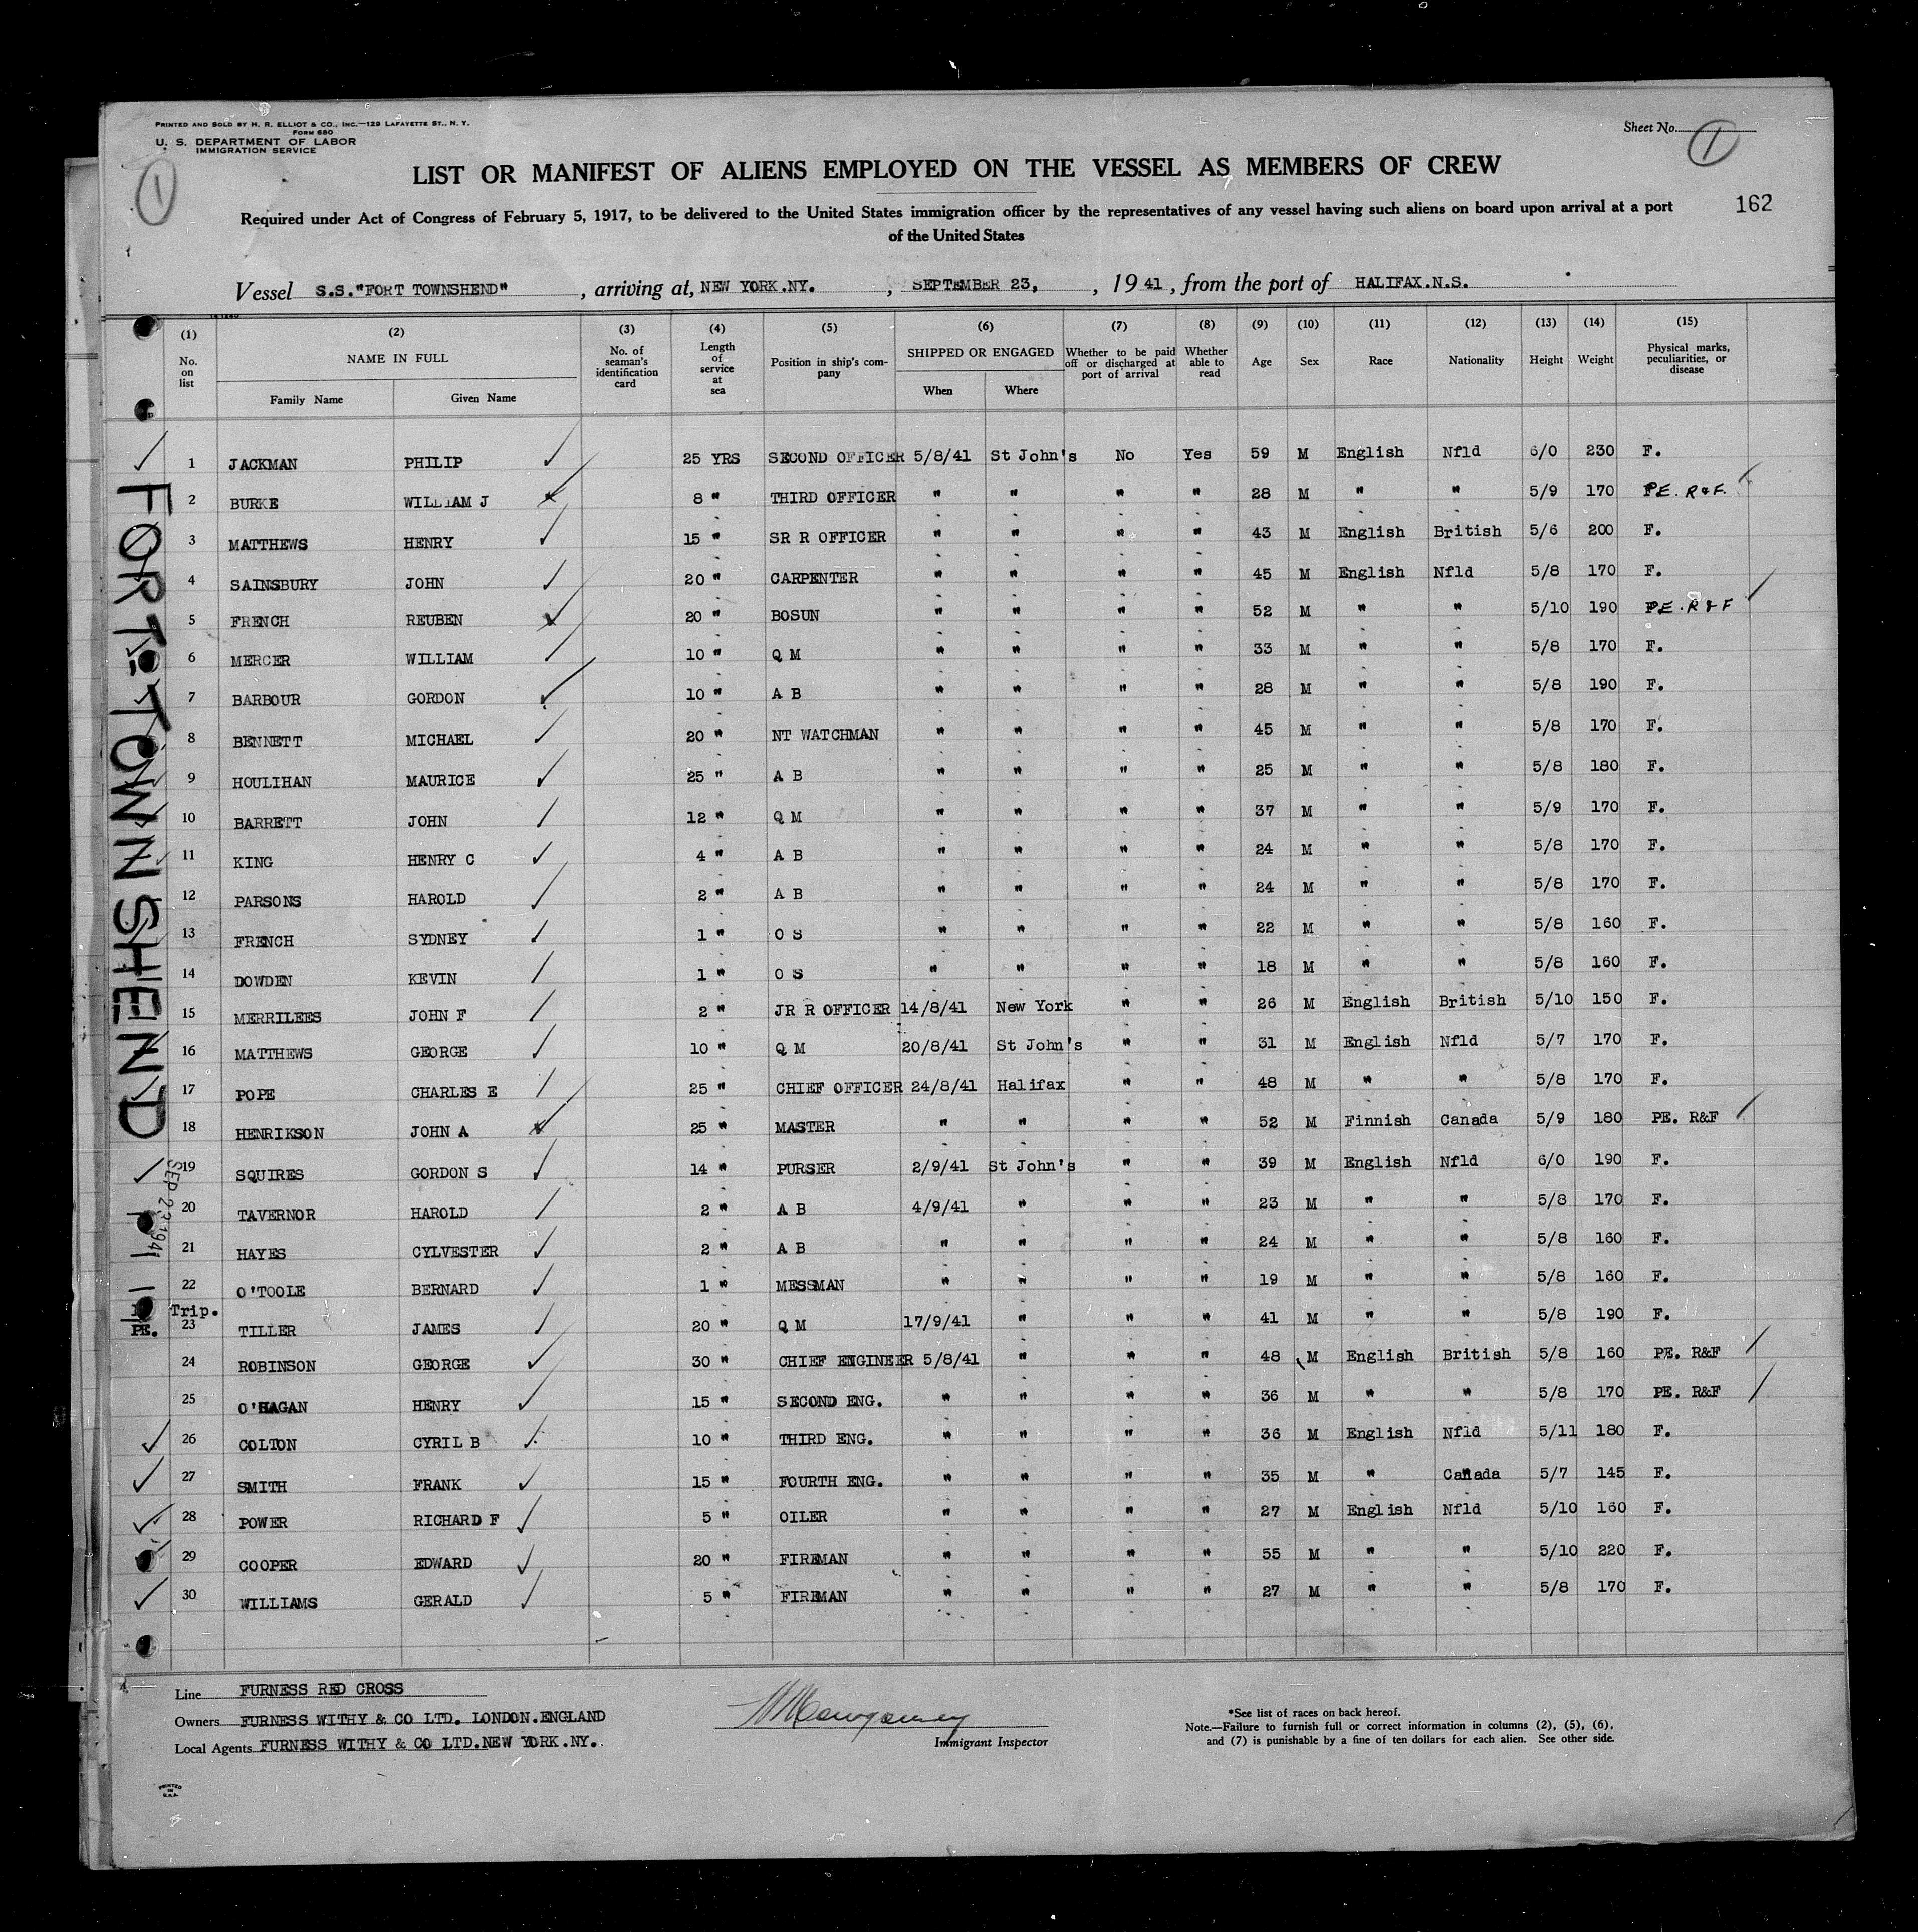 PRINTED AND SOLD BY H. R. ELLIOT & CO., INC.—129 LAFAYETTE ST., N. Y.
FORM 680
U. S. DEPARTMENT OF LABOR
IMMIGRATION SERVICE
Sheet No. 1
1
LIST OR MANIFEST OF ALIENS EMPLOYED ON THE VESSEL AS MEMBERS OF CREW
162
Required under Act of Congress of February 5, 1917, to be delivered to the United States immigration officer by the representatives of any vessel having such aliens on board upon arrival at a port
of the United States
Vessel S.S."FORT TOWNSHEND", arriving at, NEW YORK.NY., SEPTEMBER 23, , 1941, from the port of HALIFAX.N.S.
(1) (2) (3) (4) (5) (6) (7) (8) (9) (10) (11) (12) (13) (14) (15)
No. on list NAME IN FULL Family Name Given Name No. of seaman's identification card Length of service at sea Position in ship's company SHIPPED OR ENGAGED When Where Whether to be paid off or discharged at port of arrival Whether able to read Age Sex Race Nationality Height Weight Physical marks, peculiarities, or disease
1 JACKMAN PHILIP 25 YRS SECOND OFFICER 5/8/41 St John's No Yes 59 M English Nfld 6/0 230 F.
2 BURKE WILLIAM J 8 " THIRD OFFICER " " " " 28 M " " 5/9 170 PE. R&F.
3 MATTHEWS HENRY 15 " SR R OFFICER " " " " 43 M English British 5/6 200 F.
4 SAINSBURY JOHN 20 " CARPENTER " " " " 45 M English Nfld 5/8 170 F.
5 FRENCH REUBEN 20 " BOSUN " " " " 52 M " " 5/10 190 PE. R&F
6 MERCER WILLIAM 10 " Q M " " " " 33 M " " 5/8 170 F.
7 BARBOUR GORDON 10 " A B " " " " 28 M " " 5/8 190 F.
8 BENNETT MICHAEL 20 " NT WATCHMAN " " " " 45 M " " 5/8 170 F.
9 HOULIHAN MAURICE 25 " A B " " " " 25 M " " 5/8 180 F.
10 BARRETT JOHN 12 " Q M " " " " 37 M " " 5/9 170 F.
11 KING HENRY C 4 " A B " " " " 24 M " " 5/8 170 F.
12 PARSONS HAROLD 2 " A B " " " " 24 M " " 5/8 170 F.
13 FRENCH SYDNEY 1 " O S " " " " 22 M " " 5/8 160 F.
14 DOWDEN KEVIN 1 " O S " " " " 18 M " " 5/8 160 F.
15 MERRILEES JOHN F 2 " JR R OFFICER 14/8/41 New York " " 26 M English British 5/10 150 F.
16 MATTHEWS GEORGE 10 " Q M 20/8/41 St John's " " 31 M English Nfld 5/7 170 F.
17 POPE CHARLES E 25 " CHIEF OFFICER 24/8/41 Halifax " " 48 M " " 5/8 170 F.
18 HENRIKSON JOHN A 25 " MASTER " " " " 52 M Finnish Canada 5/9 180 PE. R&F
19 SQUIRES GORDON S 14 " PURSER 2/9/41 St John's " " 39 M English Nfld 6/0 190 F.
20 TAVERNOR HAROLD 2 " A B 4/9/41 " " " 23 M " " 5/8 170 F.
21 HAYES CYLVESTER 2 " A B " " " " 24 M " " 5/8 160 F.
22 O'TOOLE BERNARD 1 " MESSMAN " " " " 19 M " " 5/8 160 F.
Trip.
23 TILLER JAMES 20 " Q M 17/9/41 " " " 41 M " " 5/8 190 F.
PE.
24 ROBINSON GEORGE 30 " CHIEF ENGINEER 5/8/41 " " " 48 M English British 5/8 160 PE. R&F
25 O'HAGAN HENRY 15 " SECOND ENG. " " " " 36 M " " 5/8 170 PE. R&F
26 COLTON CYRIL B 10 " THIRD ENG. " " " " 36 M English Nfld 5/11 180 F.
27 SMITH FRANK 15 " FOURTH ENG. " " " " 35 M " Canada 5/7 145 F.
28 POWER RICHARD F 5 " OILER " " " " 27 M English Nfld 5/10 160 F.
29 COOPER EDWARD 20 " FIREMAN " " " " 55 M " " 5/10 220 F.
30 WILLIAMS GERALD 5 " FIREMAN " " " " 27 M " " 5/8 170 F.
FORT TOWNSHEND
SEP 23 1941
Line FURNESS RED CROSS
Owners FURNESS WITHY & CO LTD. LONDON.ENGLAND
Local Agents FURNESS WITHY & CO LTD.NEW YORK.NY.
Immigrant Inspector
*See list of races on back hereof.
Note.—Failure to furnish full or correct information in columns (2), (5), (6),
and (7) is punishable by a fine of ten dollars for each alien. See other side.
PRINTED
IN
U.S.A.